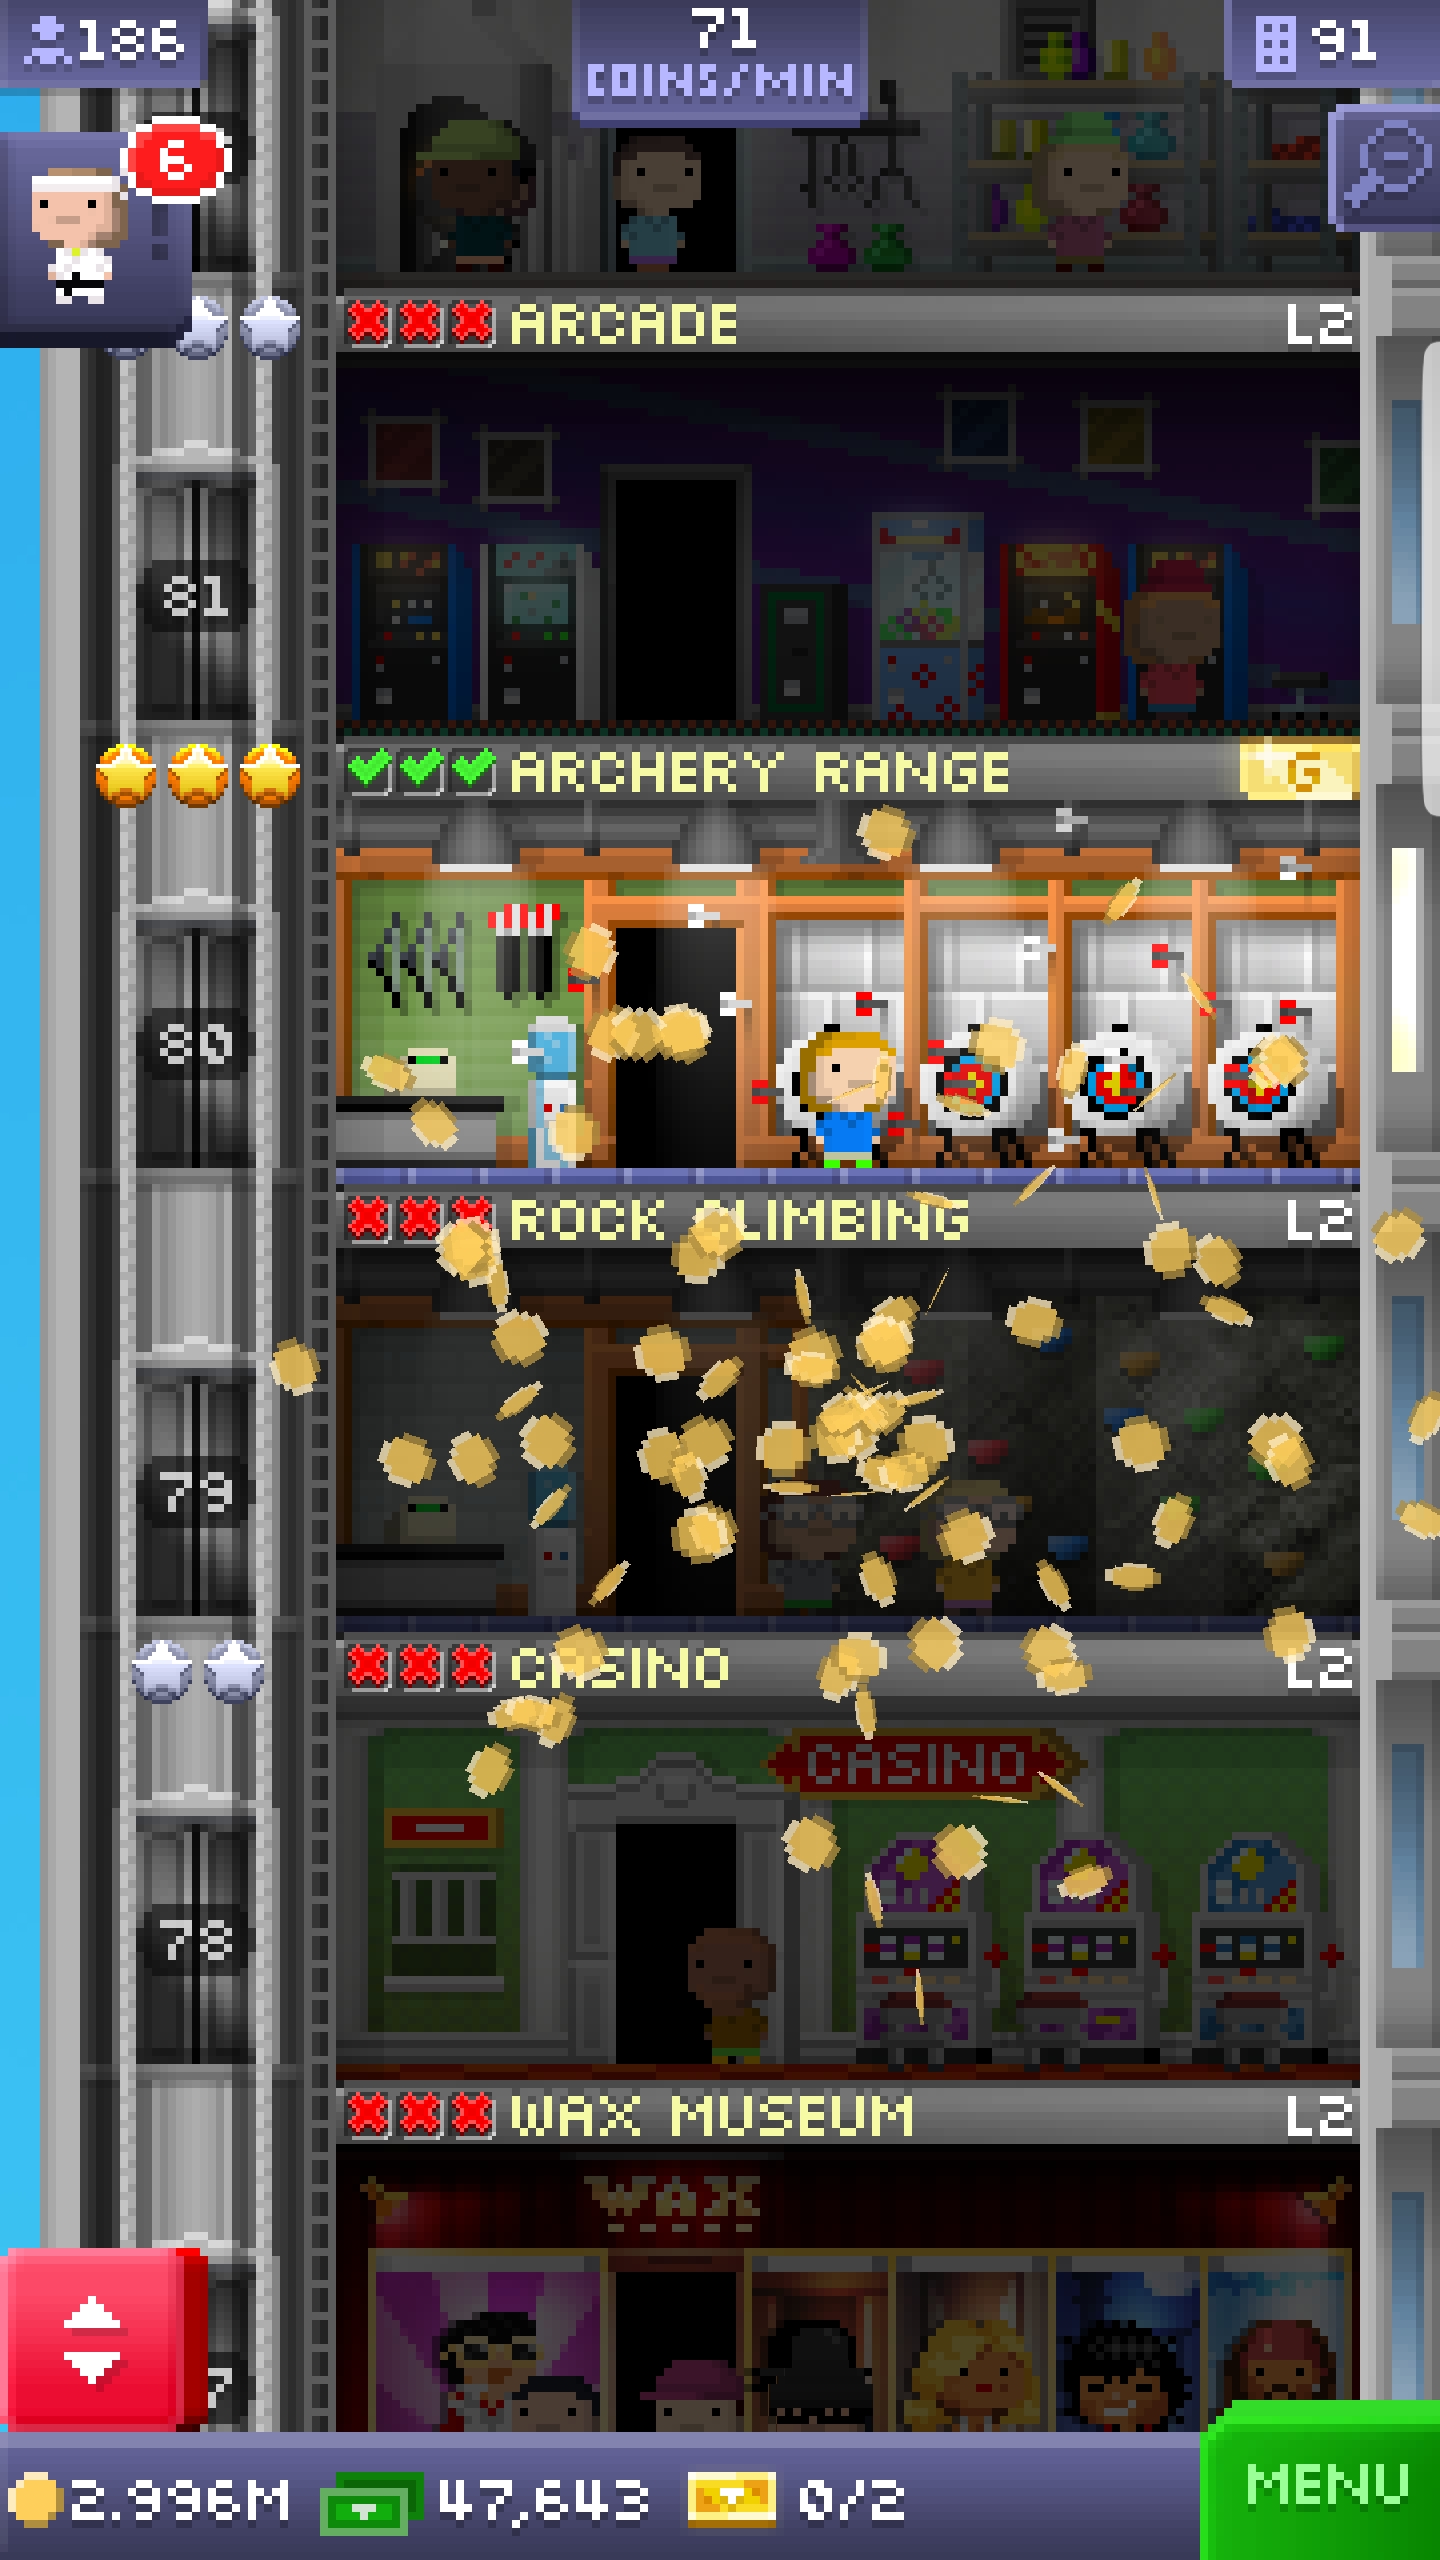 186
71
COINS/MIN
91
6
ARCADE L2
81
ARCHERY RANGE G
80
ROCK CLIMBING L2
79
CASINO L2
CASINO
78
WAX MUSEUM L2
WAX
7
2.996M 47,643 0/2
MENU